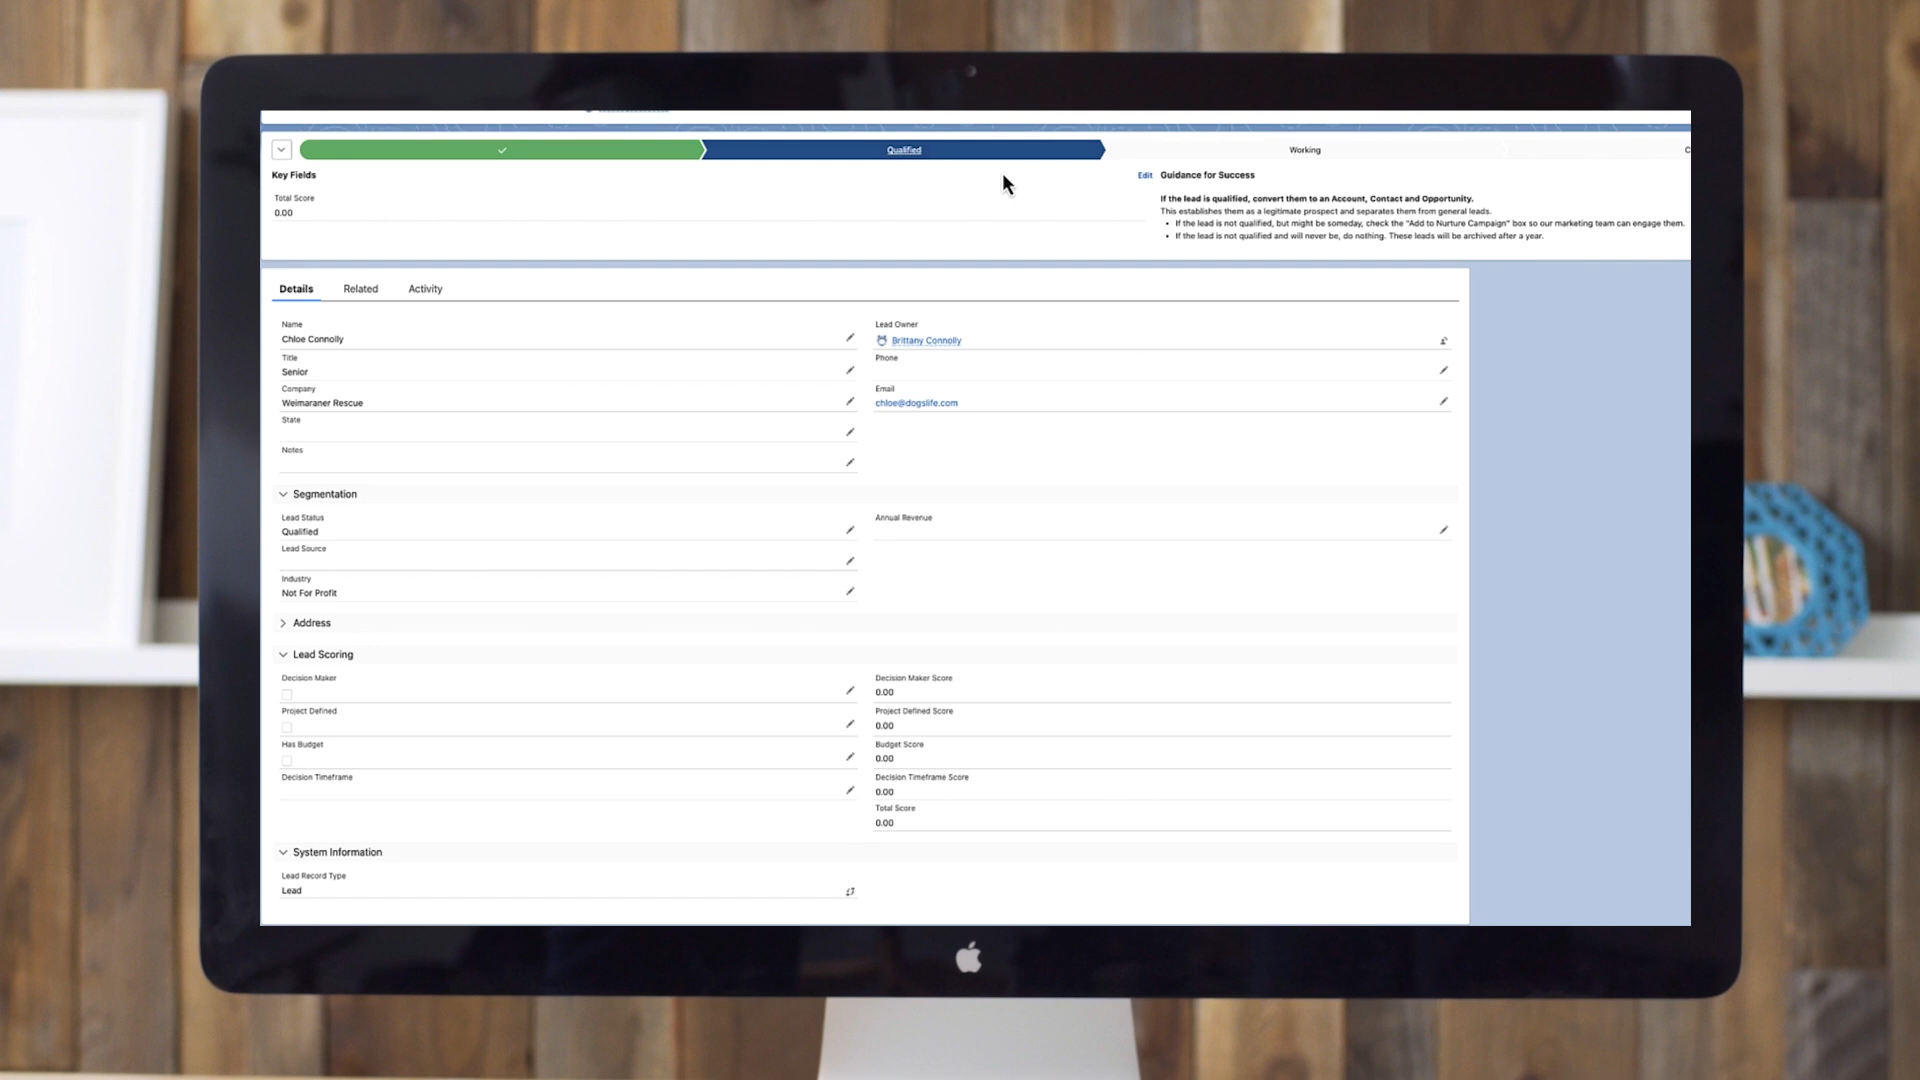 Qualified
Working
C
Key Fields
Edit
Guidance for Success
Total Score
0.00
If the lead is qualified, convert them to an Account, Contact and Opportunity.
This establishes them as a legitimate prospect and separates them from general leads.
• If the lead is not qualified, but might be someday, check the "Add to Nurture Campaign" box so our marketing team can engage them.
• If the lead is not qualified and will never be, do nothing. These leads will be archived after a year.
Details Related Activity
Name
Chloe Connolly
Lead Owner
Brittany Connolly
Title
Senior
Phone
Company
Weimaraner Rescue
Email
chloe@dogslife.com
State
Notes
Segmentation
Lead Status
Qualified
Annual Revenue
Lead Source
Industry
Not For Profit
Address
Lead Scoring
Decision Maker
Decision Maker Score
0.00
Project Defined
Project Defined Score
0.00
Has Budget
Budget Score
0.00
Decision Timeframe
Decision Timeframe Score
0.00
Total Score
0.00
System Information
Lead Record Type
Lead